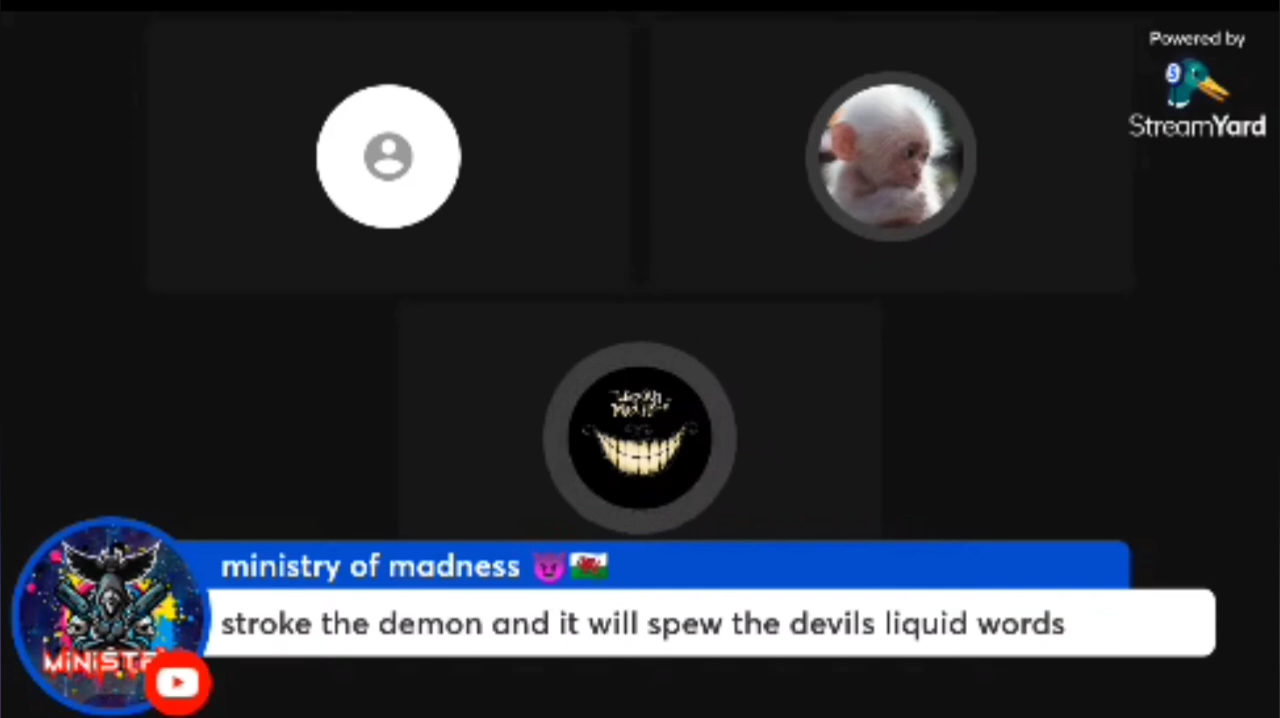 Powered by
StreamYard
ministry of madness 😈🏴󠁧󠁢󠁷󠁬󠁳󠁿
stroke the demon and it will spew the devils liquid words